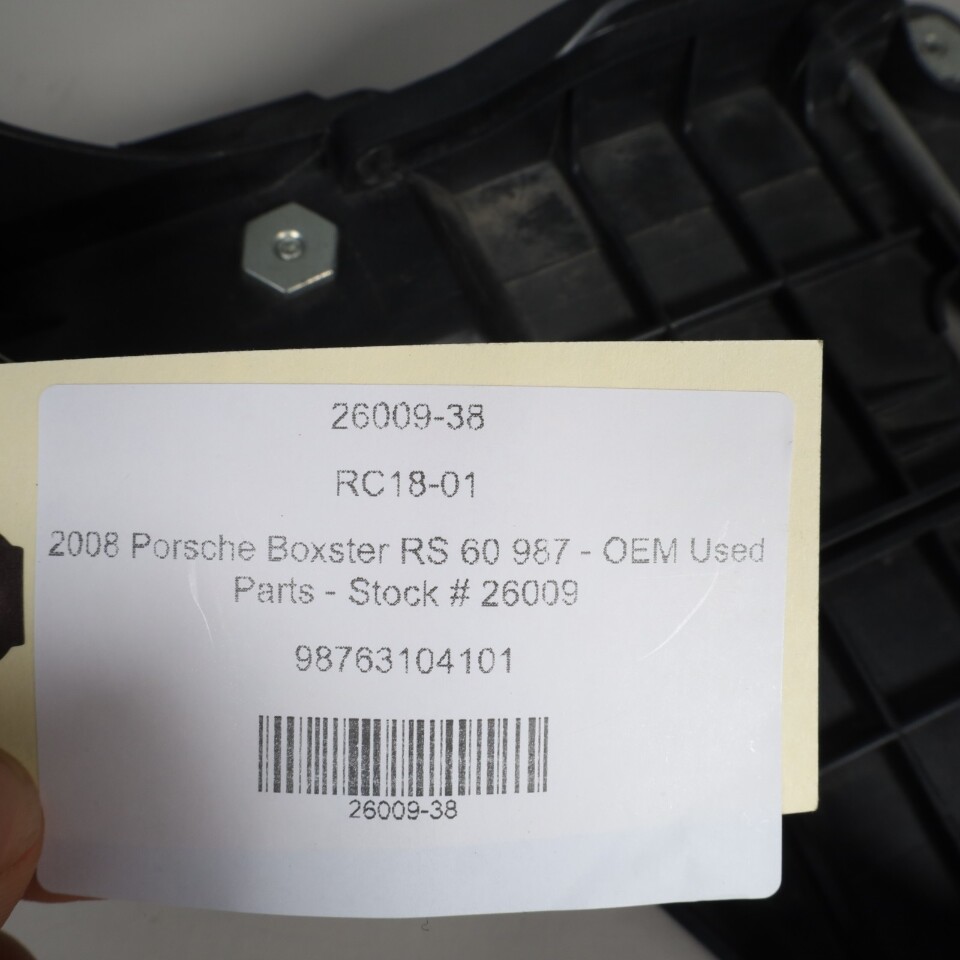 26009-38
RC18-01
2008 Porsche Boxster RS 60 987 - OEM Used
Parts - Stock # 26009
98763104101
26009-38